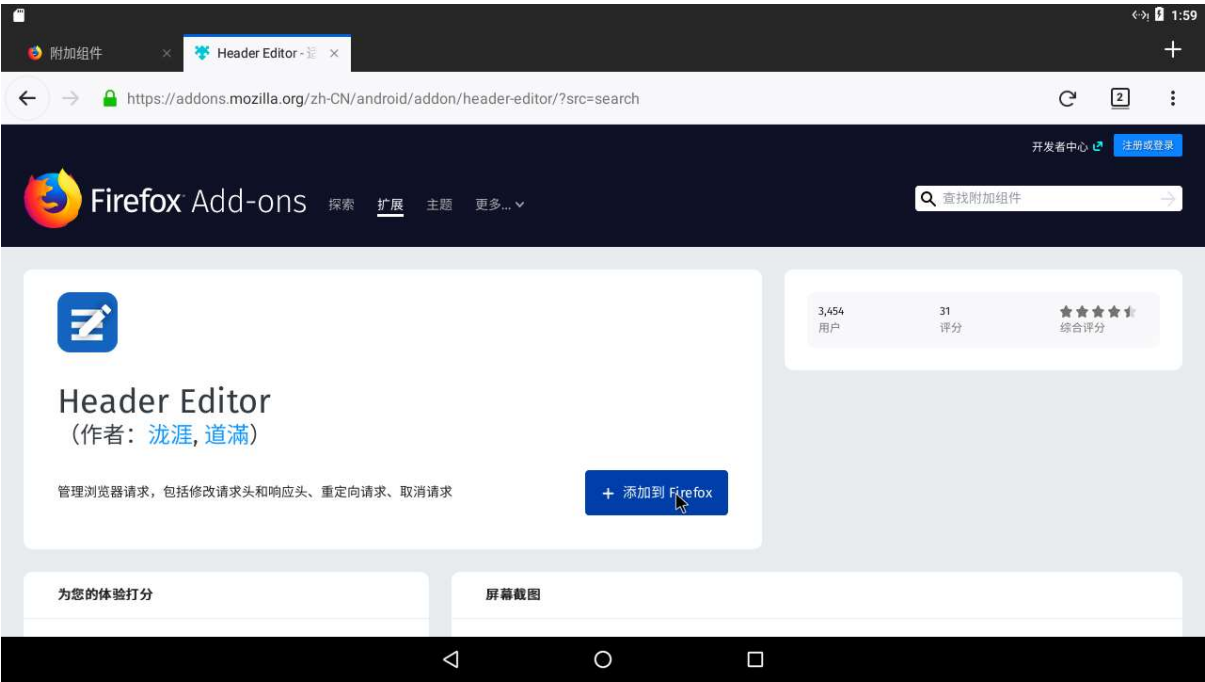 1:59
附加组件
Header Editor -
https://addons.mozilla.org/zh-CN/android/addon/header-editor/?src=search
2
开发者中心
注册或登录
Firefox Add-ons 探索 扩展 主题 更多...
查找附加组件
3,454 31
用户 评分 综合评分
Header Editor
（作者：泷涯, 道滿）
管理浏览器请求，包括修改请求头和响应头、重定向请求、取消请求
+ 添加到 Firefox
为您的体验打分
屏幕截图